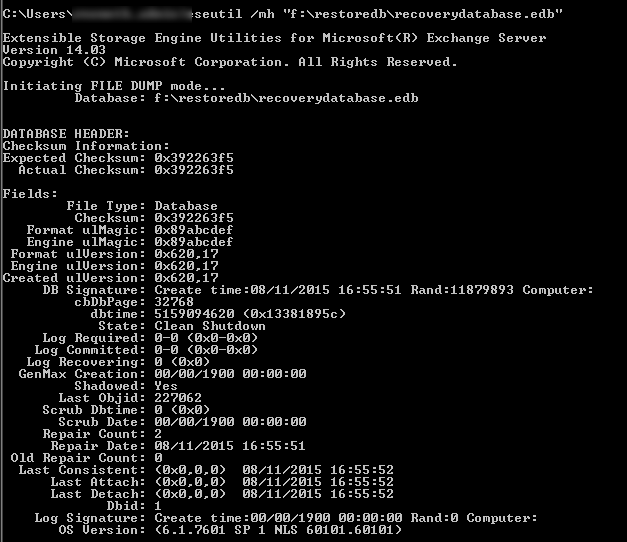 C:\Users\ eseutil /mh "f:\restoredb\recoverydatabase.edb"
Extensible Storage Engine Utilities for Microsoft(R) Exchange Server
Version 14.03
Copyright (C) Microsoft Corporation. All Rights Reserved.
Initiating FILE DUMP mode...
Database: f:\restoredb\recoverydatabase.edb
DATABASE HEADER:
Checksum Information:
Expected Checksum: 0x392263f5
Actual Checksum: 0x392263f5
Fields:
File Type: Database
Checksum: 0x392263f5
Format ulMagic: 0x89abcdef
Engine ulMagic: 0x89abcdef
Format ulVersion: 0x620,17
Engine ulVersion: 0x620,17
Created ulVersion: 0x620,17
DB Signature: Create time:08/11/2015 16:55:51 Rand:11879893 Computer:
cbDbPage: 32768
dbtime: 5159094620 (0x13381895c)
State: Clean Shutdown
Log Required: 0-0 (0x0-0x0)
Log Committed: 0-0 (0x0-0x0)
Log Recovering: 0 (0x0)
GenMax Creation: 00/00/1900 00:00:00
Shadowed: Yes
Last Objid: 227062
Scrub Dbtime: 0 (0x0)
Scrub Date: 00/00/1900 00:00:00
Repair Count: 2
Repair Date: 08/11/2015 16:55:51
Old Repair Count: 0
Last Consistent: (0x0,0,0) 08/11/2015 16:55:52
Last Attach: (0x0,0,0) 08/11/2015 16:55:52
Last Detach: (0x0,0,0) 08/11/2015 16:55:52
Dbid: 1
Log Signature: Create time:00/00/1900 00:00:00 Rand:0 Computer:
OS Version: (6.1.7601 SP 1 NLS 60101.60101)